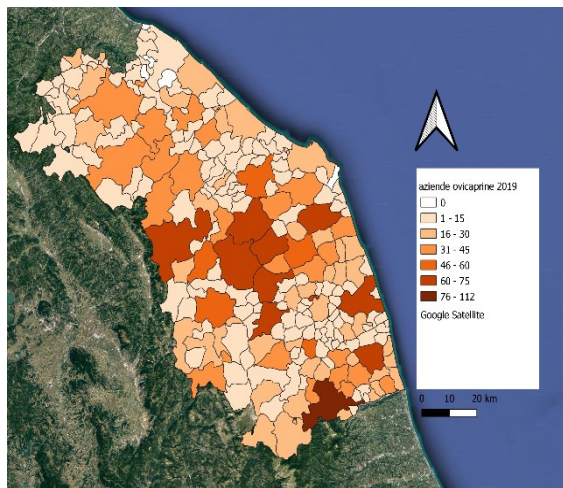 aziende ovicaprine 2019
0
1 - 15
16 - 30
31 - 45
46 - 60
60 - 75
76 - 112
Google Satellite
0 10 20 km